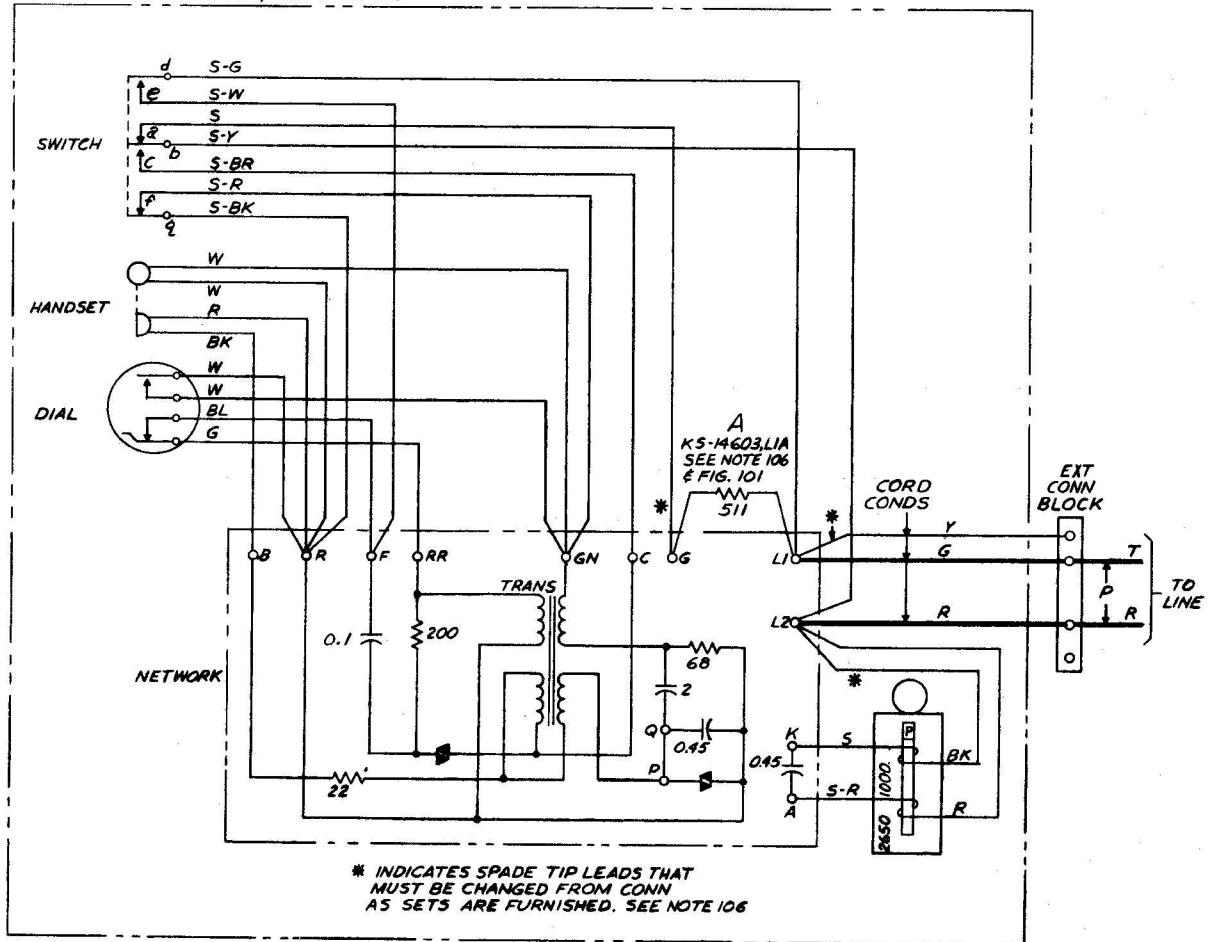 d S-G
e S-W
S
a S-Y
SWITCH b
c S-BR
S-R
f S-BK
q
W
W
HANDSET R
BK
W
W
DIAL BL
G
A
KS-14603,L1A
SEE NOTE 106
& FIG. 101
*
511
CORD
CONDS
EXT
CONN
BLOCK
* Y
G T
P
TO
LINE
R R
B R F RR GN C G L1
L2
TRANS
0.1 200
68
NETWORK
2
*
Q
0.45
P
22
K S
0.45
S-R
A
P
BK
R
2650 1000.
* INDICATES SPADE TIP LEADS THAT
MUST BE CHANGED FROM CONN
AS SETS ARE FURNISHED. SEE NOTE 106